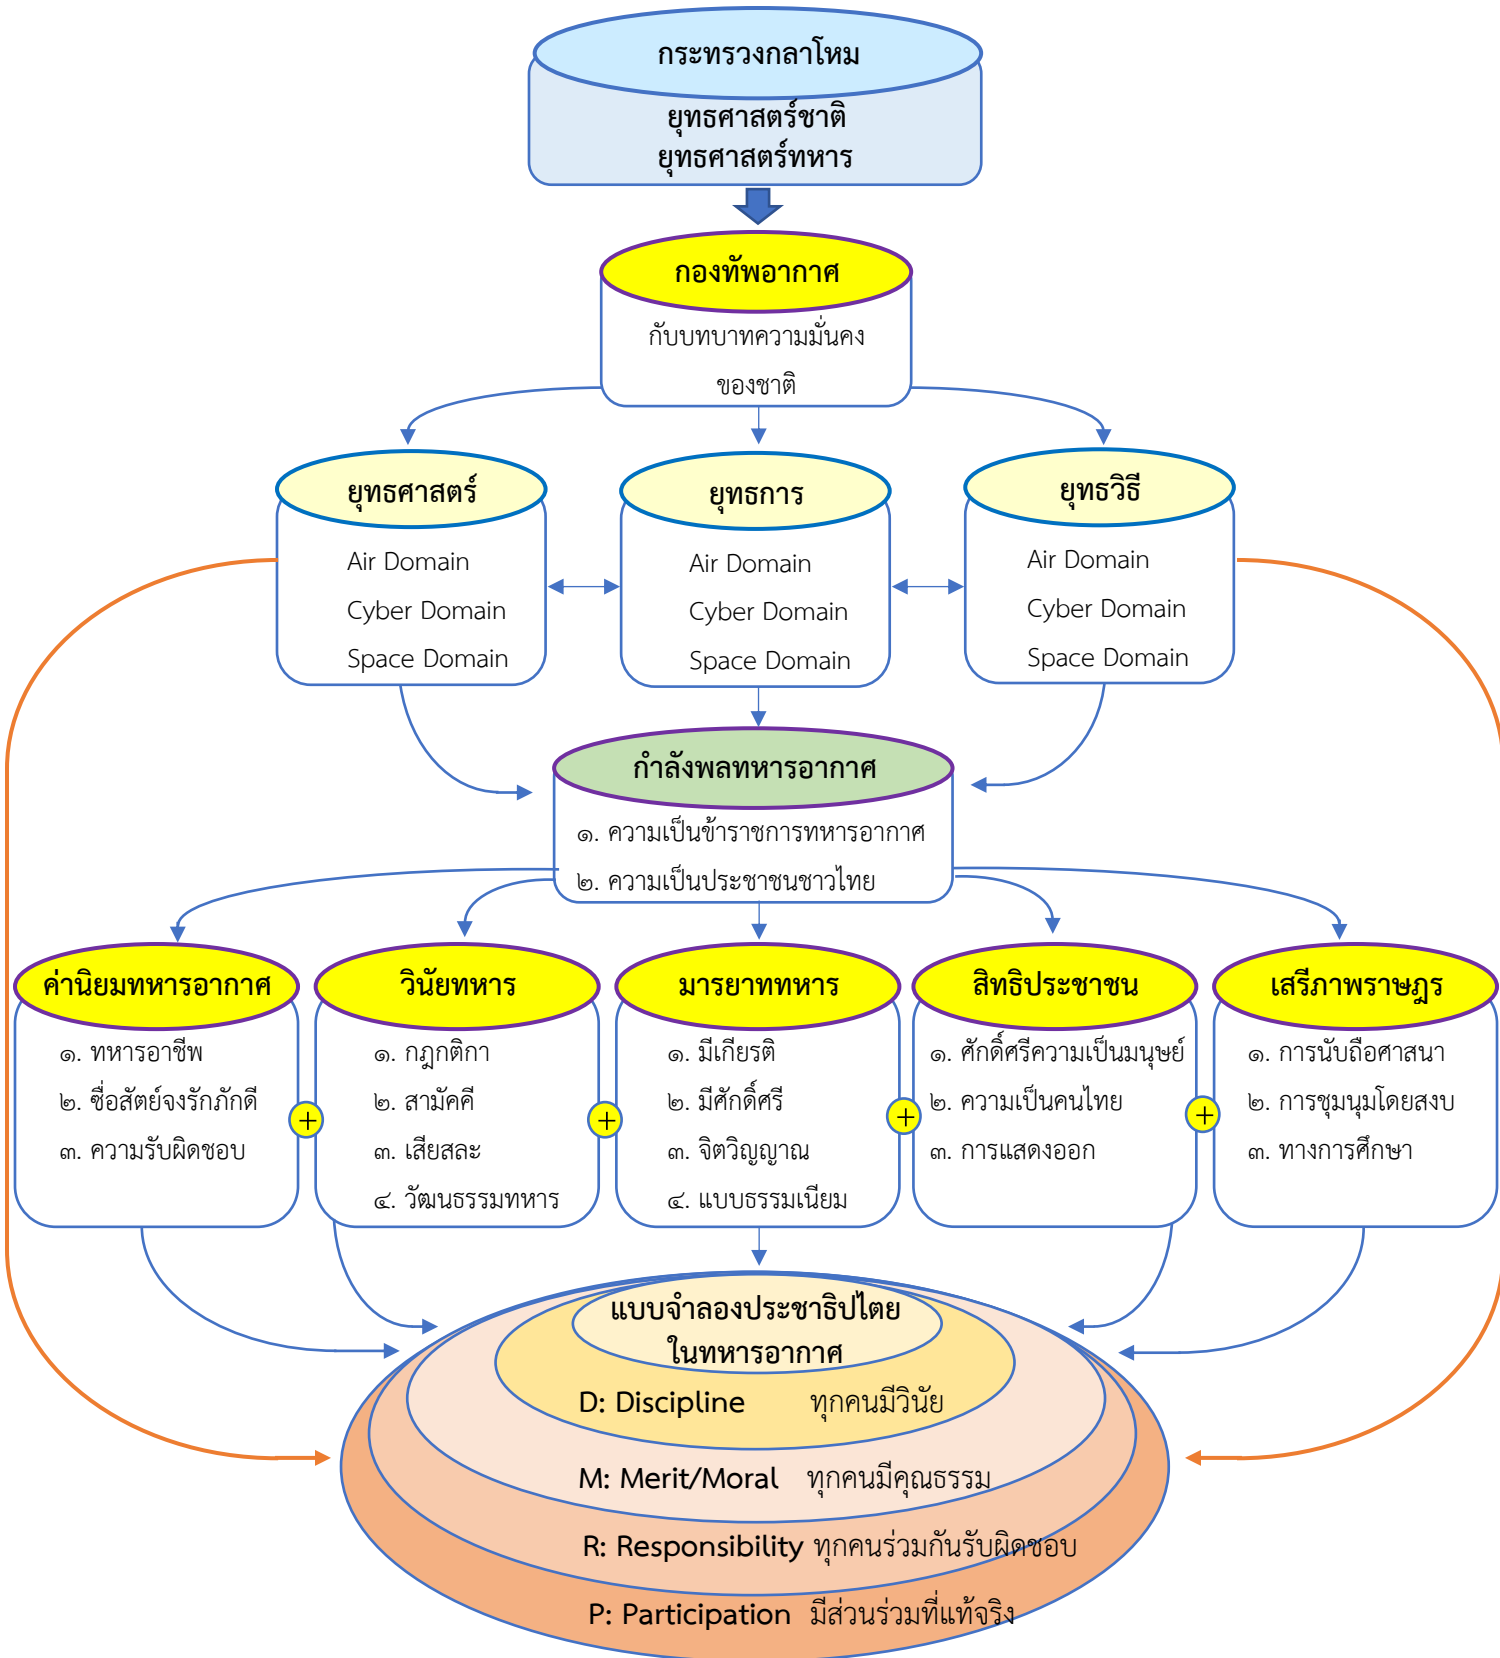 กระทรวงกลาโหม
ยุทธศาสตร์ชาติ
ยุทธศาสตร์ทหาร
กองทัพอากาศ
กับบทบาทความมั่นคง
ของชาติ
ยุทธศาสตร์
Air Domain
Cyber Domain
Space Domain
ยุทธการ
Air Domain
Cyber Domain
Space Domain
ยุทธวิธี
Air Domain
Cyber Domain
Space Domain
กำลังพลทหารอากาศ
๑. ความเป็นข้าราชการทหารอากาศ
๒. ความเป็นประชาชนชาวไทย
ค่านิยมทหารอากาศ
๑. ทหารอาชีพ
๒. ซื่อสัตย์จงรักภักดี
๓. ความรับผิดชอบ
+
วินัยทหาร
๑. กฎกติกา
๒. สามัคคี
๓. เสียสละ
๔. วัฒนธรรมทหาร
+
มารยาททหาร
๑. มีเกียรติ
๒. มีศักดิ์ศรี
๓. จิตวิญญาณ
๔. แบบธรรมเนียม
+
สิทธิประชาชน
๑. ศักดิ์ศรีความเป็นมนุษย์
๒. ความเป็นคนไทย
๓. การแสดงออก
+
เสรีภาพราษฎร
๑. การนับถือศาสนา
๒. การชุมนุมโดยสงบ
๓. ทางการศึกษา
แบบจำลองประชาธิปไตย
ในทหารอากาศ
D: Discipline ทุกคนมีวินัย
M: Merit/Moral ทุกคนมีคุณธรรม
R: Responsibility ทุกคนร่วมกันรับผิดชอบ
P: Participation มีส่วนร่วมที่แท้จริง